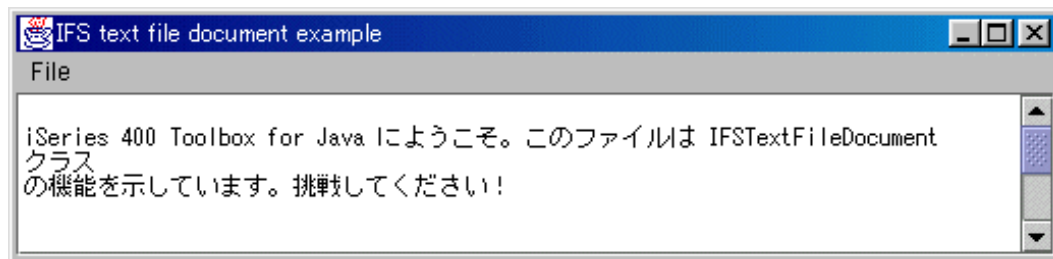 IFS text file document example
File
iSeries 400 Toolbox for Java にようこそ。このファイルは IFSTextFileDocument
クラス
の機能を示しています。挑戦してください！